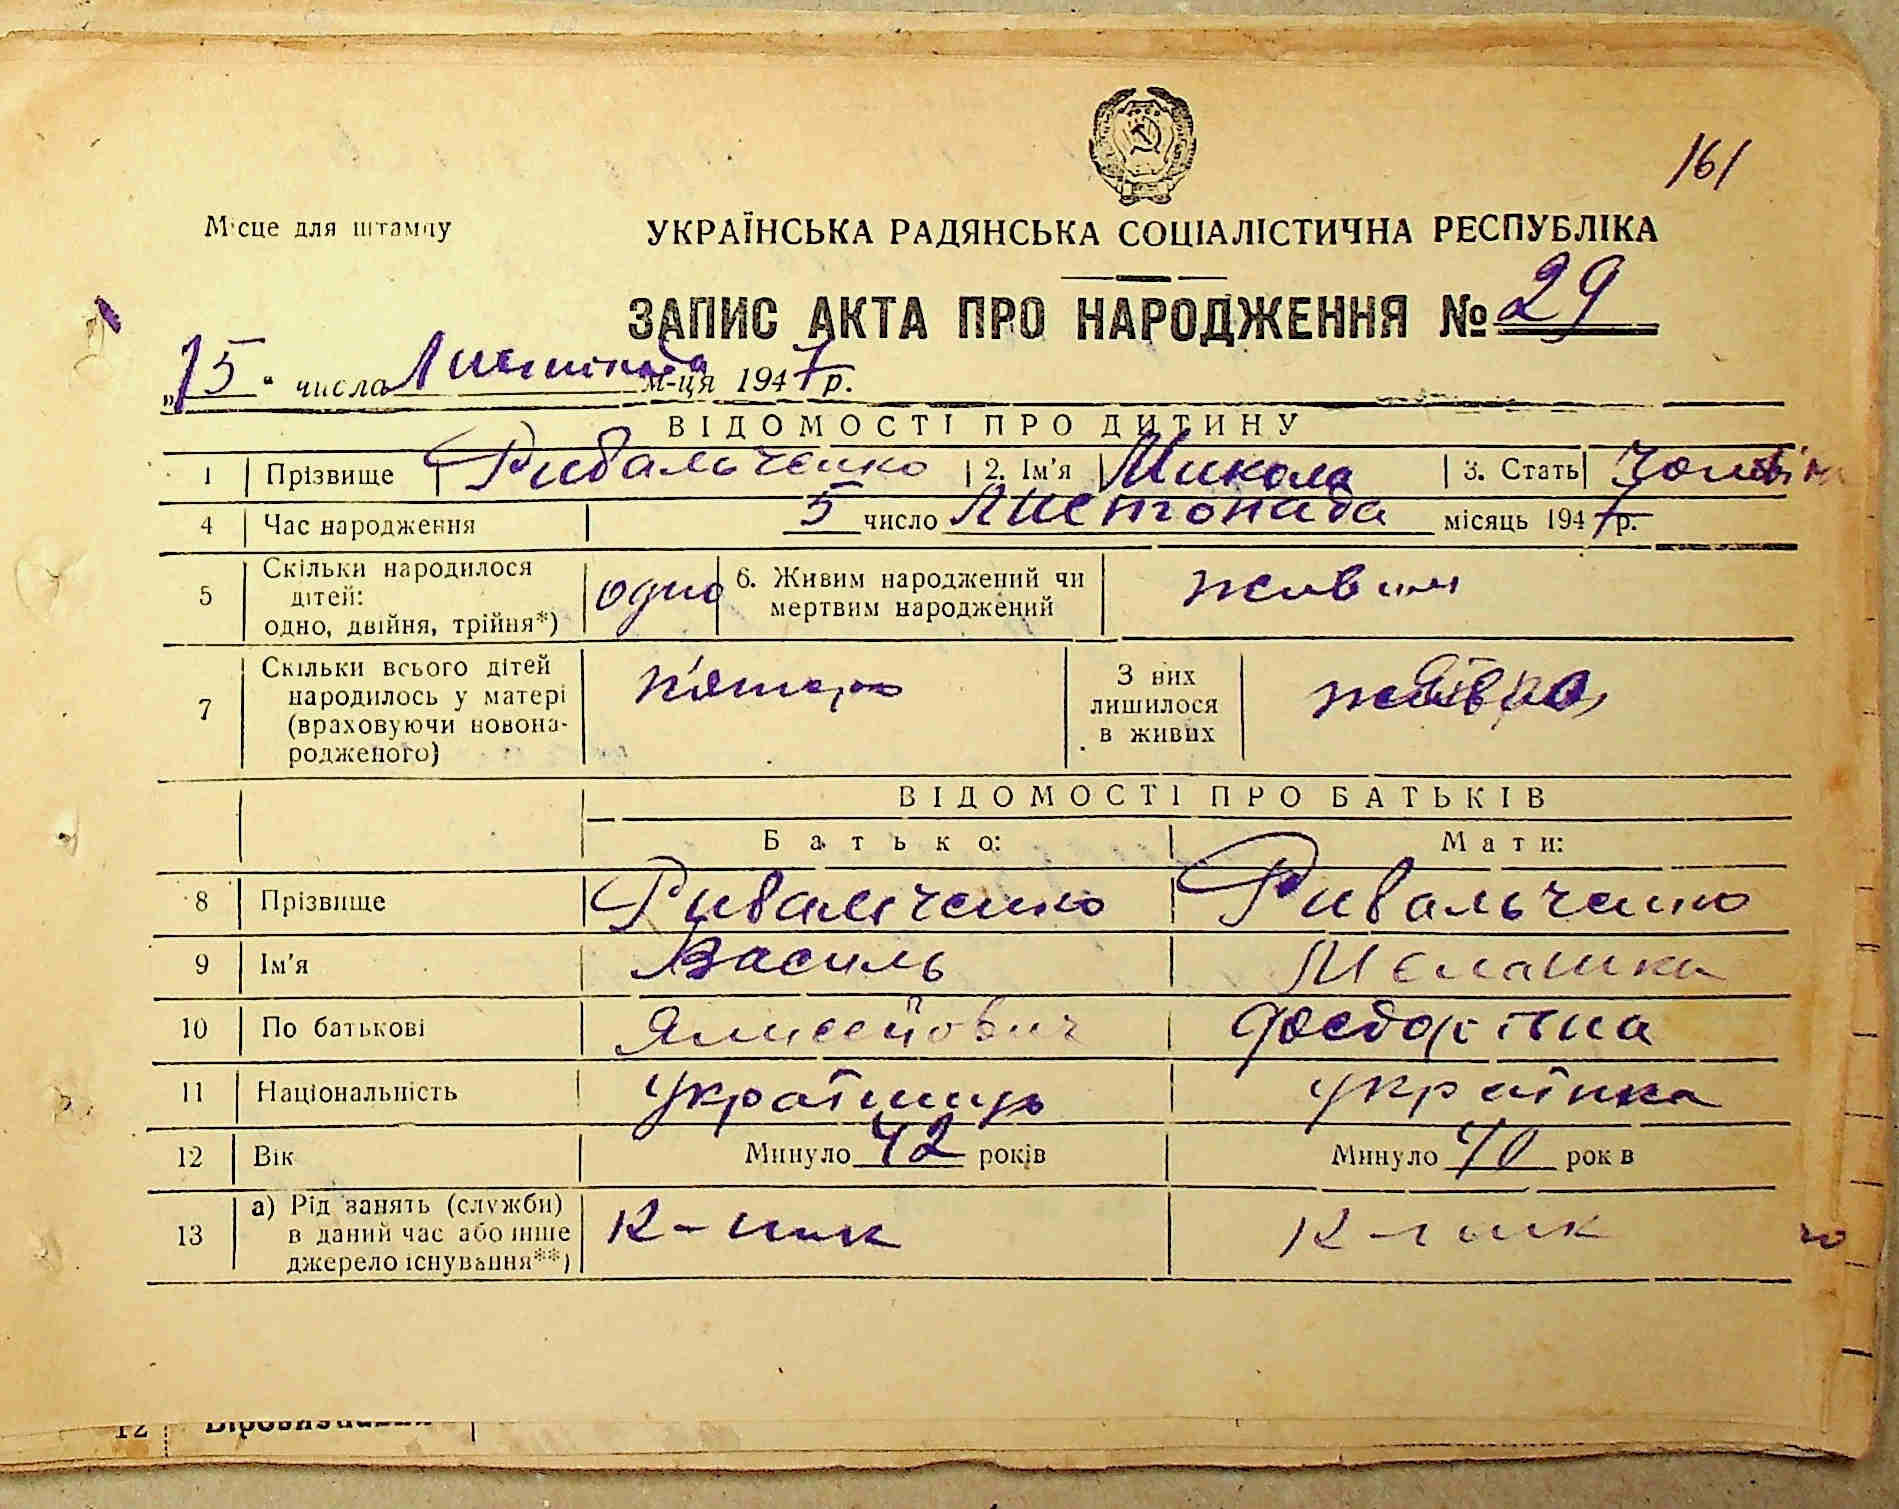 161
Місце для штампу
УКРАЇНСЬКА РАДЯНСЬКА СОЦІАЛІСТИЧНА РЕСПУБЛІКА
ЗАПИС АКТА ПРО НАРОДЖЕННЯ № 29
„15“ числа Листопада м-ця 1947 р.
ВІДОМОСТІ ПРО ДИТИНУ
1 Прізвище Рибальченко 2. Ім'я Микола 3. Стать
4 Час народження 5 число Листопада місяць 1947 р.
5 Скільки народилося дітей: одно, двійня, трійня*) одно 6. Живим народжений чи мертвим народжений живим
7 Скільки всього дітей народилось у матері (враховуючи новонародженого) п'ятеро З них лишилося в живих
ВІДОМОСТІ ПРО БАТЬКІВ
Батько: Мати:
8 Прізвище Рибальченко Рибальченко
9 Ім'я Василь Мелашка
10 По батькові Федорівна
11 Національність українець українка
12 Вік Минуло 42 років Минуло 40 років
13 а) Рід занять (служби) в даний час або інше джерело існування**) к-ник к-ник
12 Віровизнання